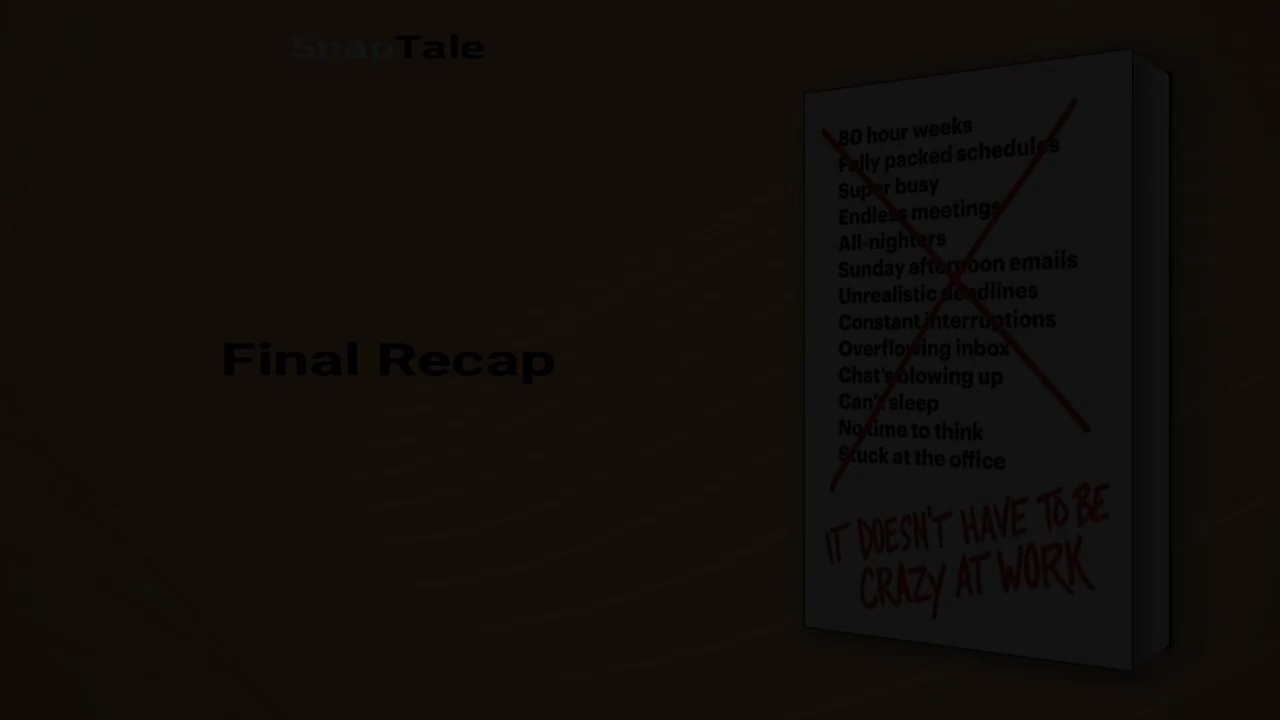 SnapTale
Final Recap
80 hour weeks
Fully packed schedules
Super busy
Endless meetings
All-nighters
Sunday afternoon emails
Unrealistic deadlines
Constant interruptions
Overflowing inbox
Chat's blowing up
Can't sleep
No time to think
Stuck at the office
IT DOESN'T HAVE TO BE
CRAZY AT WORK